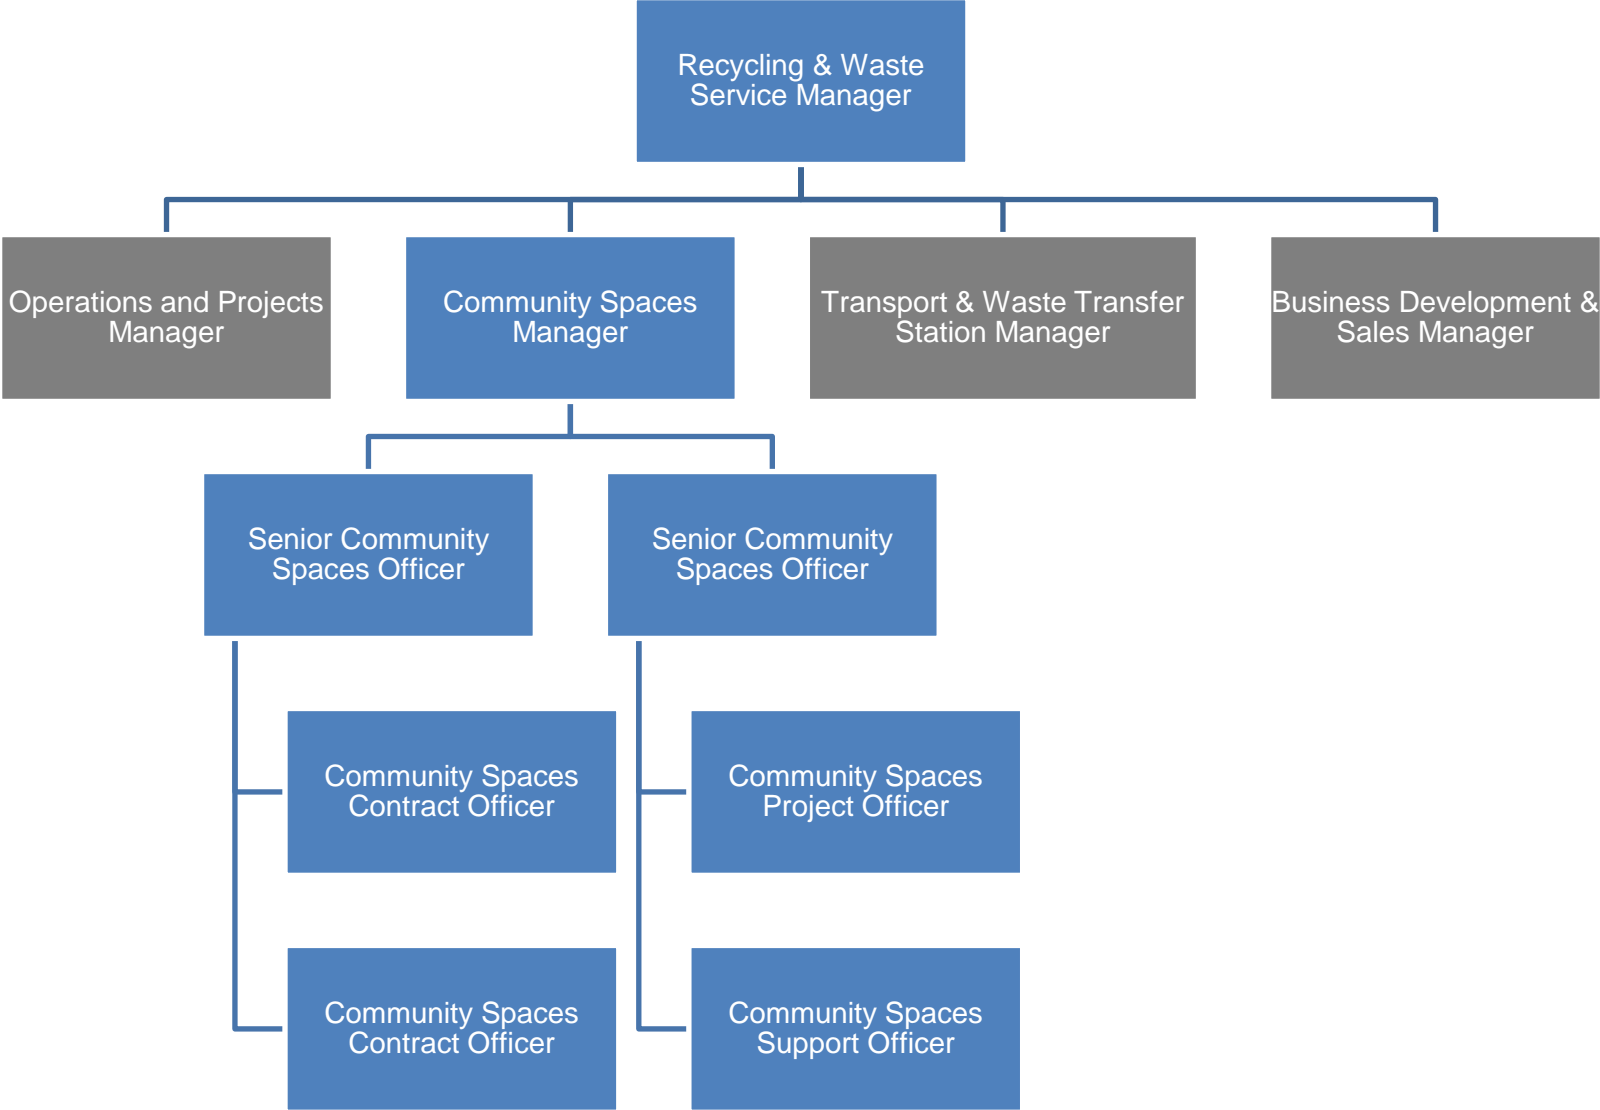 Recycling & Waste
Service Manager
Operations and Projects
Manager
Community Spaces
Manager
Transport & Waste Transfer
Station Manager
Business Development &
Sales Manager
Senior Community
Spaces Officer
Senior Community
Spaces Officer
Community Spaces
Contract Officer
Community Spaces
Project Officer
Community Spaces
Contract Officer
Community Spaces
Support Officer